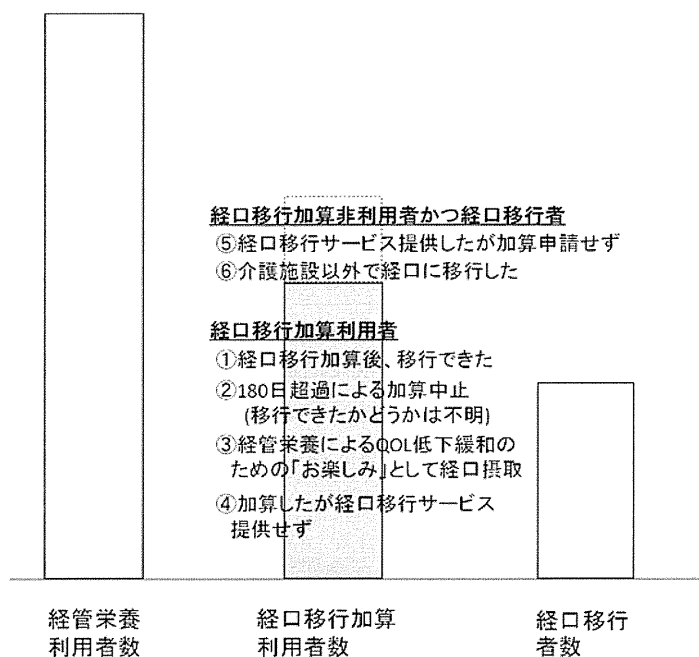 経口移行加算非利用者かつ経口移行者
⑤経口移行サービス提供したが加算申請せず
⑥介護施設以外で経口に移行した
経口移行加算利用者
①経口移行加算後、移行できた
②180日超過による加算中止
(移行できたかどうかは不明)
③経管栄養によるQOL低下緩和の
ための「お楽しみ」として経口摂取
④加算したが経口移行サービス
提供せず
経管栄養
利用者数
経口移行加算
利用者数
経口移行
者数